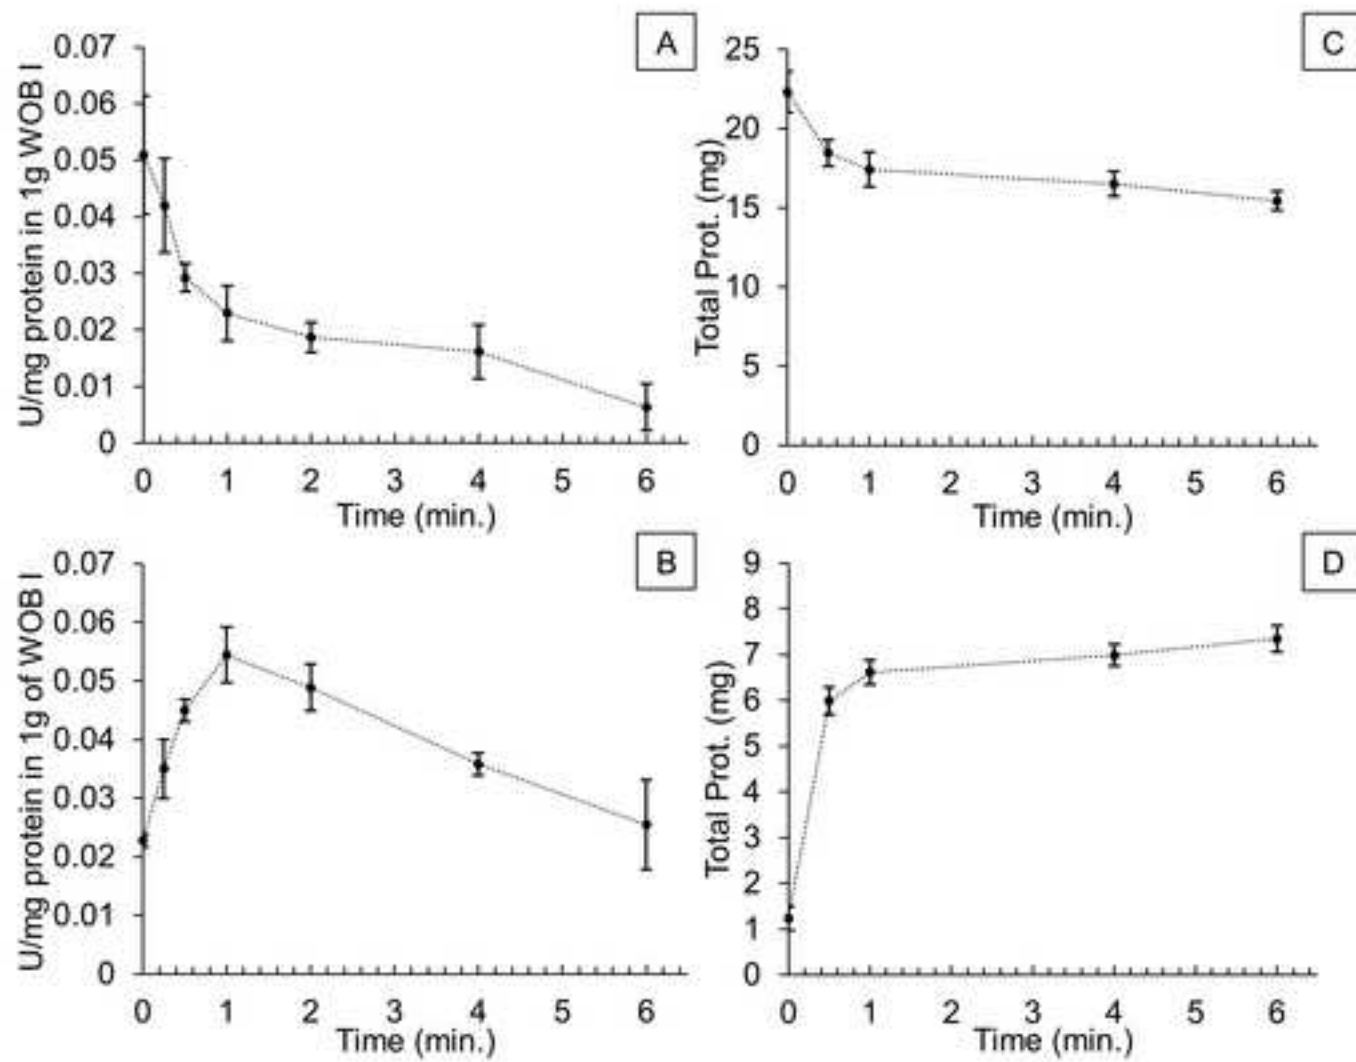 A
U/mg protein in 1g WOB I
0.07
0.06
0.05
0.04
0.03
0.02
0.01
0
0 1 2 3 4 5 6
Time (min.)
C
Total Prot. (mg)
25
20
15
10
5
0
0 1 2 3 4 5 6
Time (min.)
B
U/mg protein in 1g of WOB I
0.07
0.06
0.05
0.04
0.03
0.02
0.01
0
0 1 2 3 4 5 6
Time (min.)
D
Total Prot. (mg)
9
8
7
6
5
4
3
2
1
0
0 1 2 3 4 5 6
Time (min.)